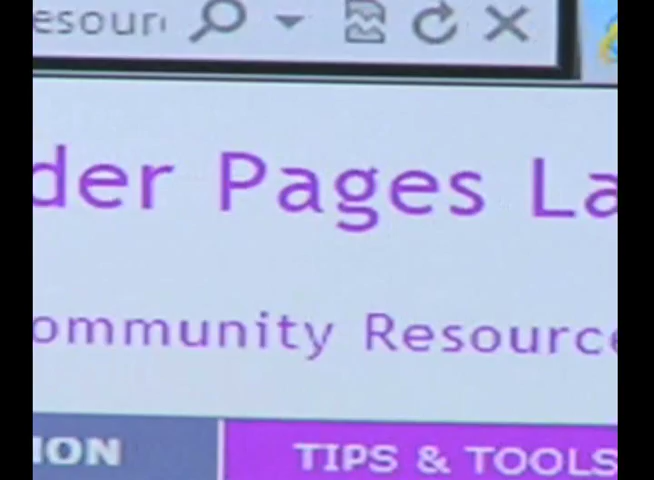 esour
der Pages La
ommunity Resource
ION TIPS & TOOLS